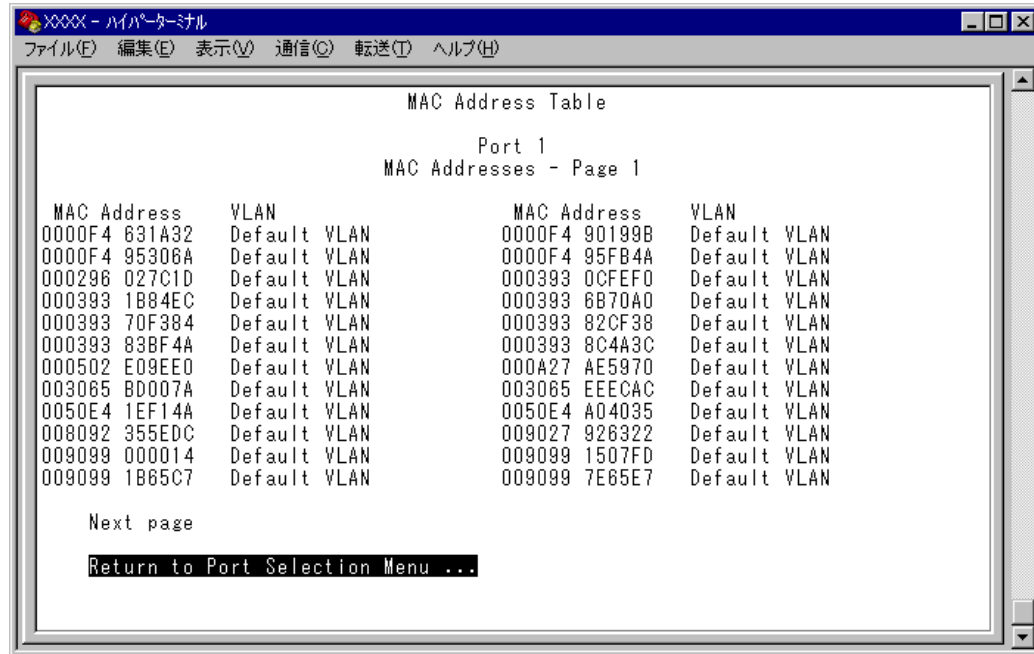 XXXX - ﾊｲﾊﾟｰﾀｰﾐﾅﾙ
ファイル(F) 編集(E) 表示(V) 通信(C) 転送(T) ヘルプ(H)
MAC Address Table
Port 1
MAC Addresses - Page 1
MAC Address VLAN MAC Address VLAN
0000F4 631A32 Default VLAN 0000F4 90199B Default VLAN
0000F4 95306A Default VLAN 0000F4 95FB4A Default VLAN
000296 027C1D Default VLAN 000393 0CFEF0 Default VLAN
000393 1B84EC Default VLAN 000393 6B70A0 Default VLAN
000393 70F384 Default VLAN 000393 82CF38 Default VLAN
000393 83BF4A Default VLAN 000393 8C4A3C Default VLAN
000502 E09EE0 Default VLAN 000A27 AE5970 Default VLAN
003065 BD007A Default VLAN 003065 EEECAC Default VLAN
0050E4 1EF14A Default VLAN 0050E4 A04035 Default VLAN
008092 355EDC Default VLAN 009027 926322 Default VLAN
009099 000014 Default VLAN 009099 1507FD Default VLAN
009099 1B65C7 Default VLAN 009099 7E65E7 Default VLAN
Next page
Return to Port Selection Menu ...